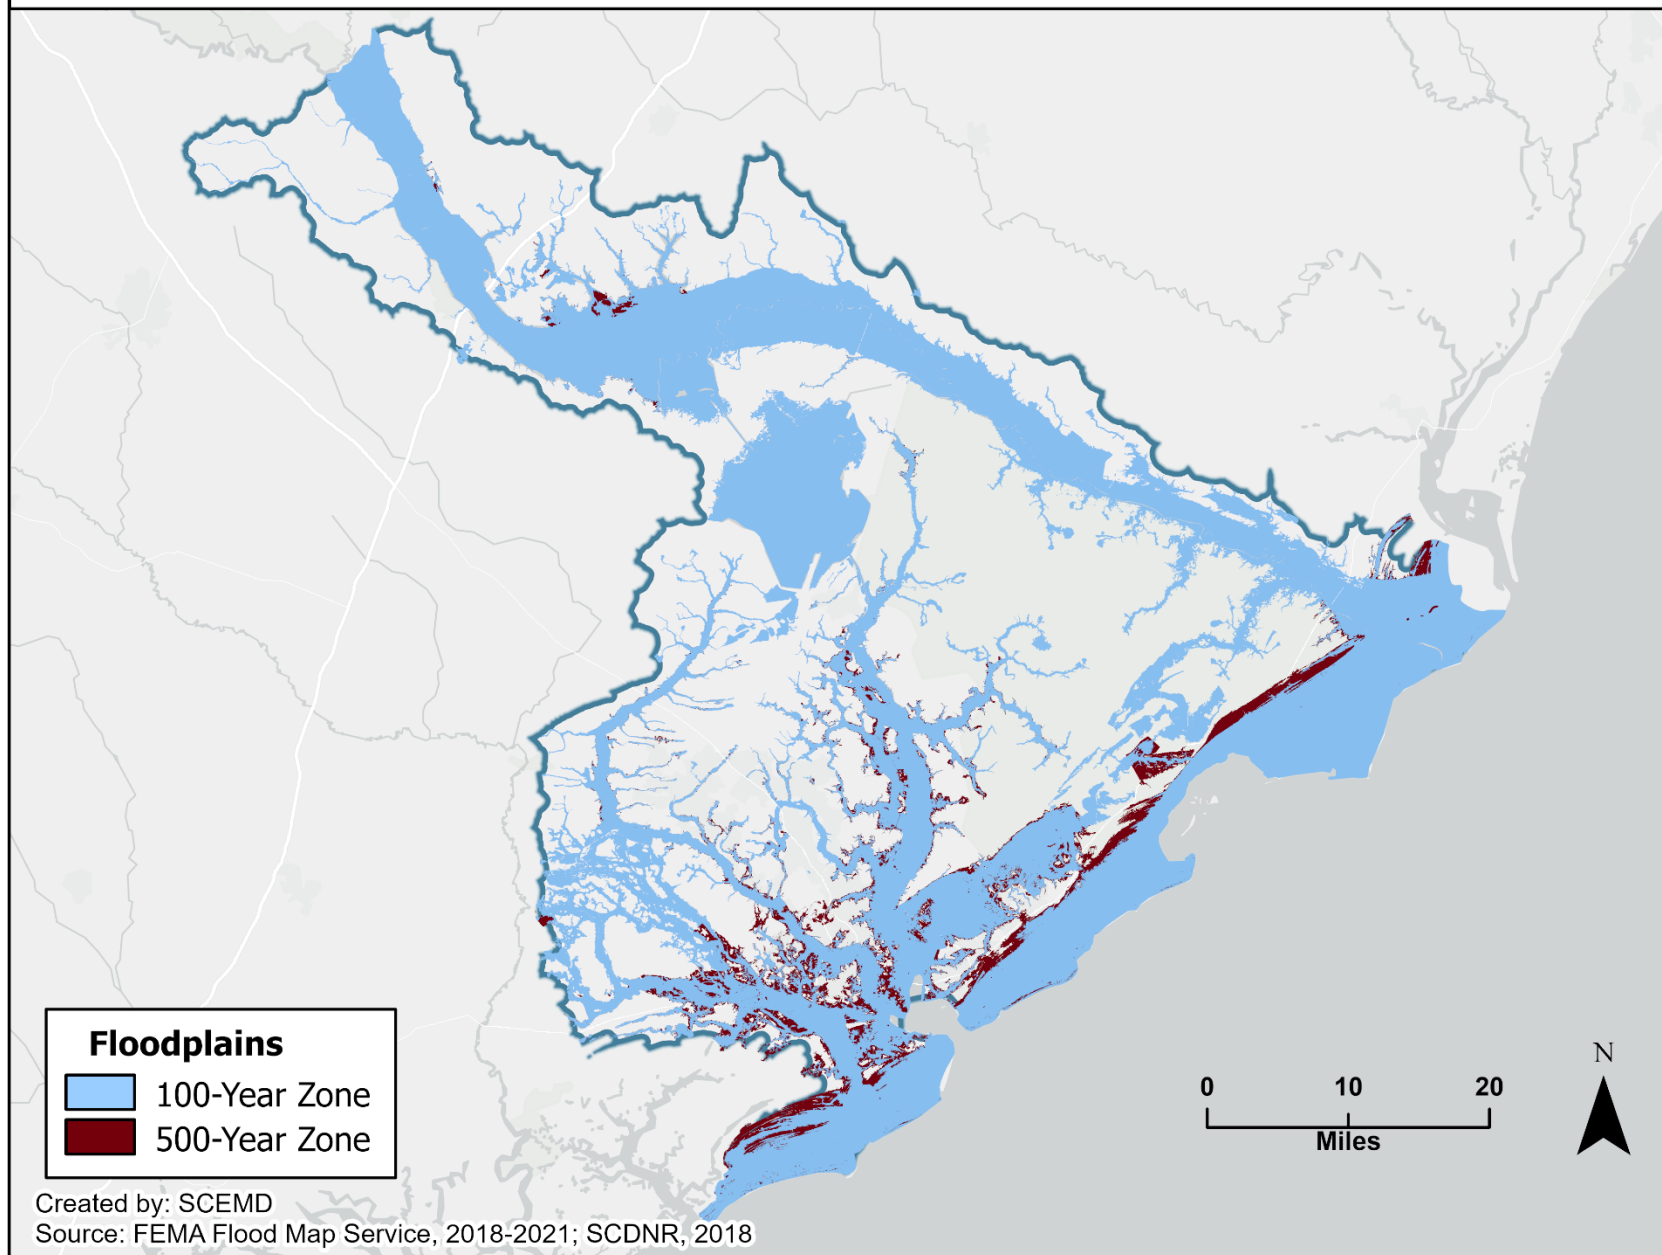 Floodplains
100-Year Zone
500-Year Zone
0 10 20
Miles
N
Created by: SCEMD
Source: FEMA Flood Map Service, 2018-2021; SCDNR, 2018